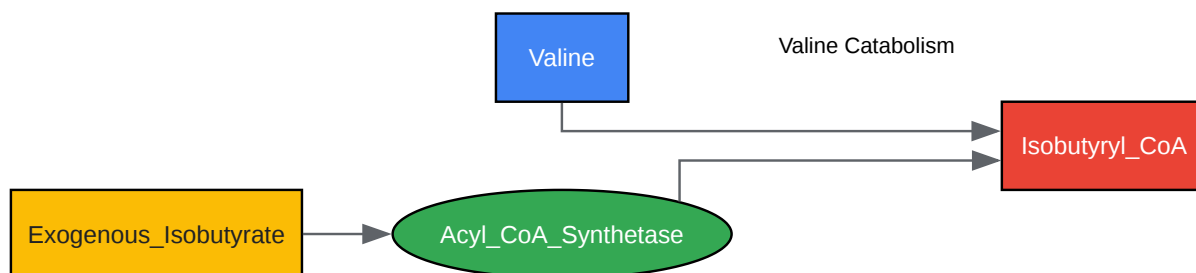 Valine
Valine Catabolism
Isobutyryl_CoA
Exogenous_Isobutyrate
Acyl_CoA_Synthetase